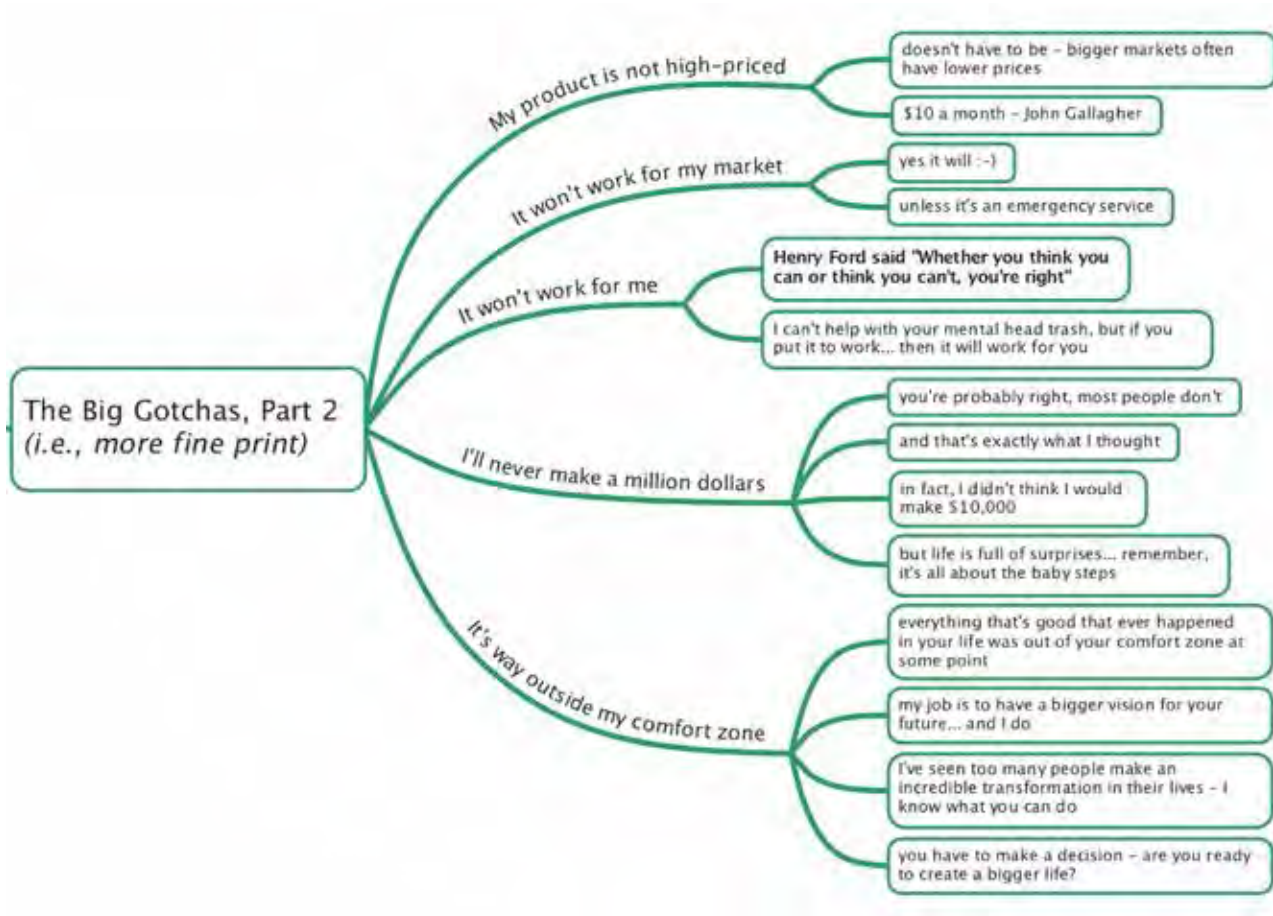 The Big Gotchas, Part 2
(i.e., more fine print)
My product is not high-priced
doesn't have to be – bigger markets often
have lower prices
$10 a month – John Gallagher
It won't work for my market
yes it will :-)
unless it's an emergency service
It won't work for me
Henry Ford said "Whether you think you
can or think you can't, you're right"
I can't help with your mental head trash, but if you
put it to work... then it will work for you
I'll never make a million dollars
you're probably right, most people don't
and that's exactly what I thought
in fact, I didn't think I would
make $10,000
but life is full of surprises... remember,
it's all about the baby steps
It's way outside my comfort zone
everything that's good that ever happened
in your life was out of your comfort zone at
some point
my job is to have a bigger vision for your
future... and I do
I've seen too many people make an
incredible transformation in their lives – I
know what you can do
you have to make a decision – are you ready
to create a bigger life?